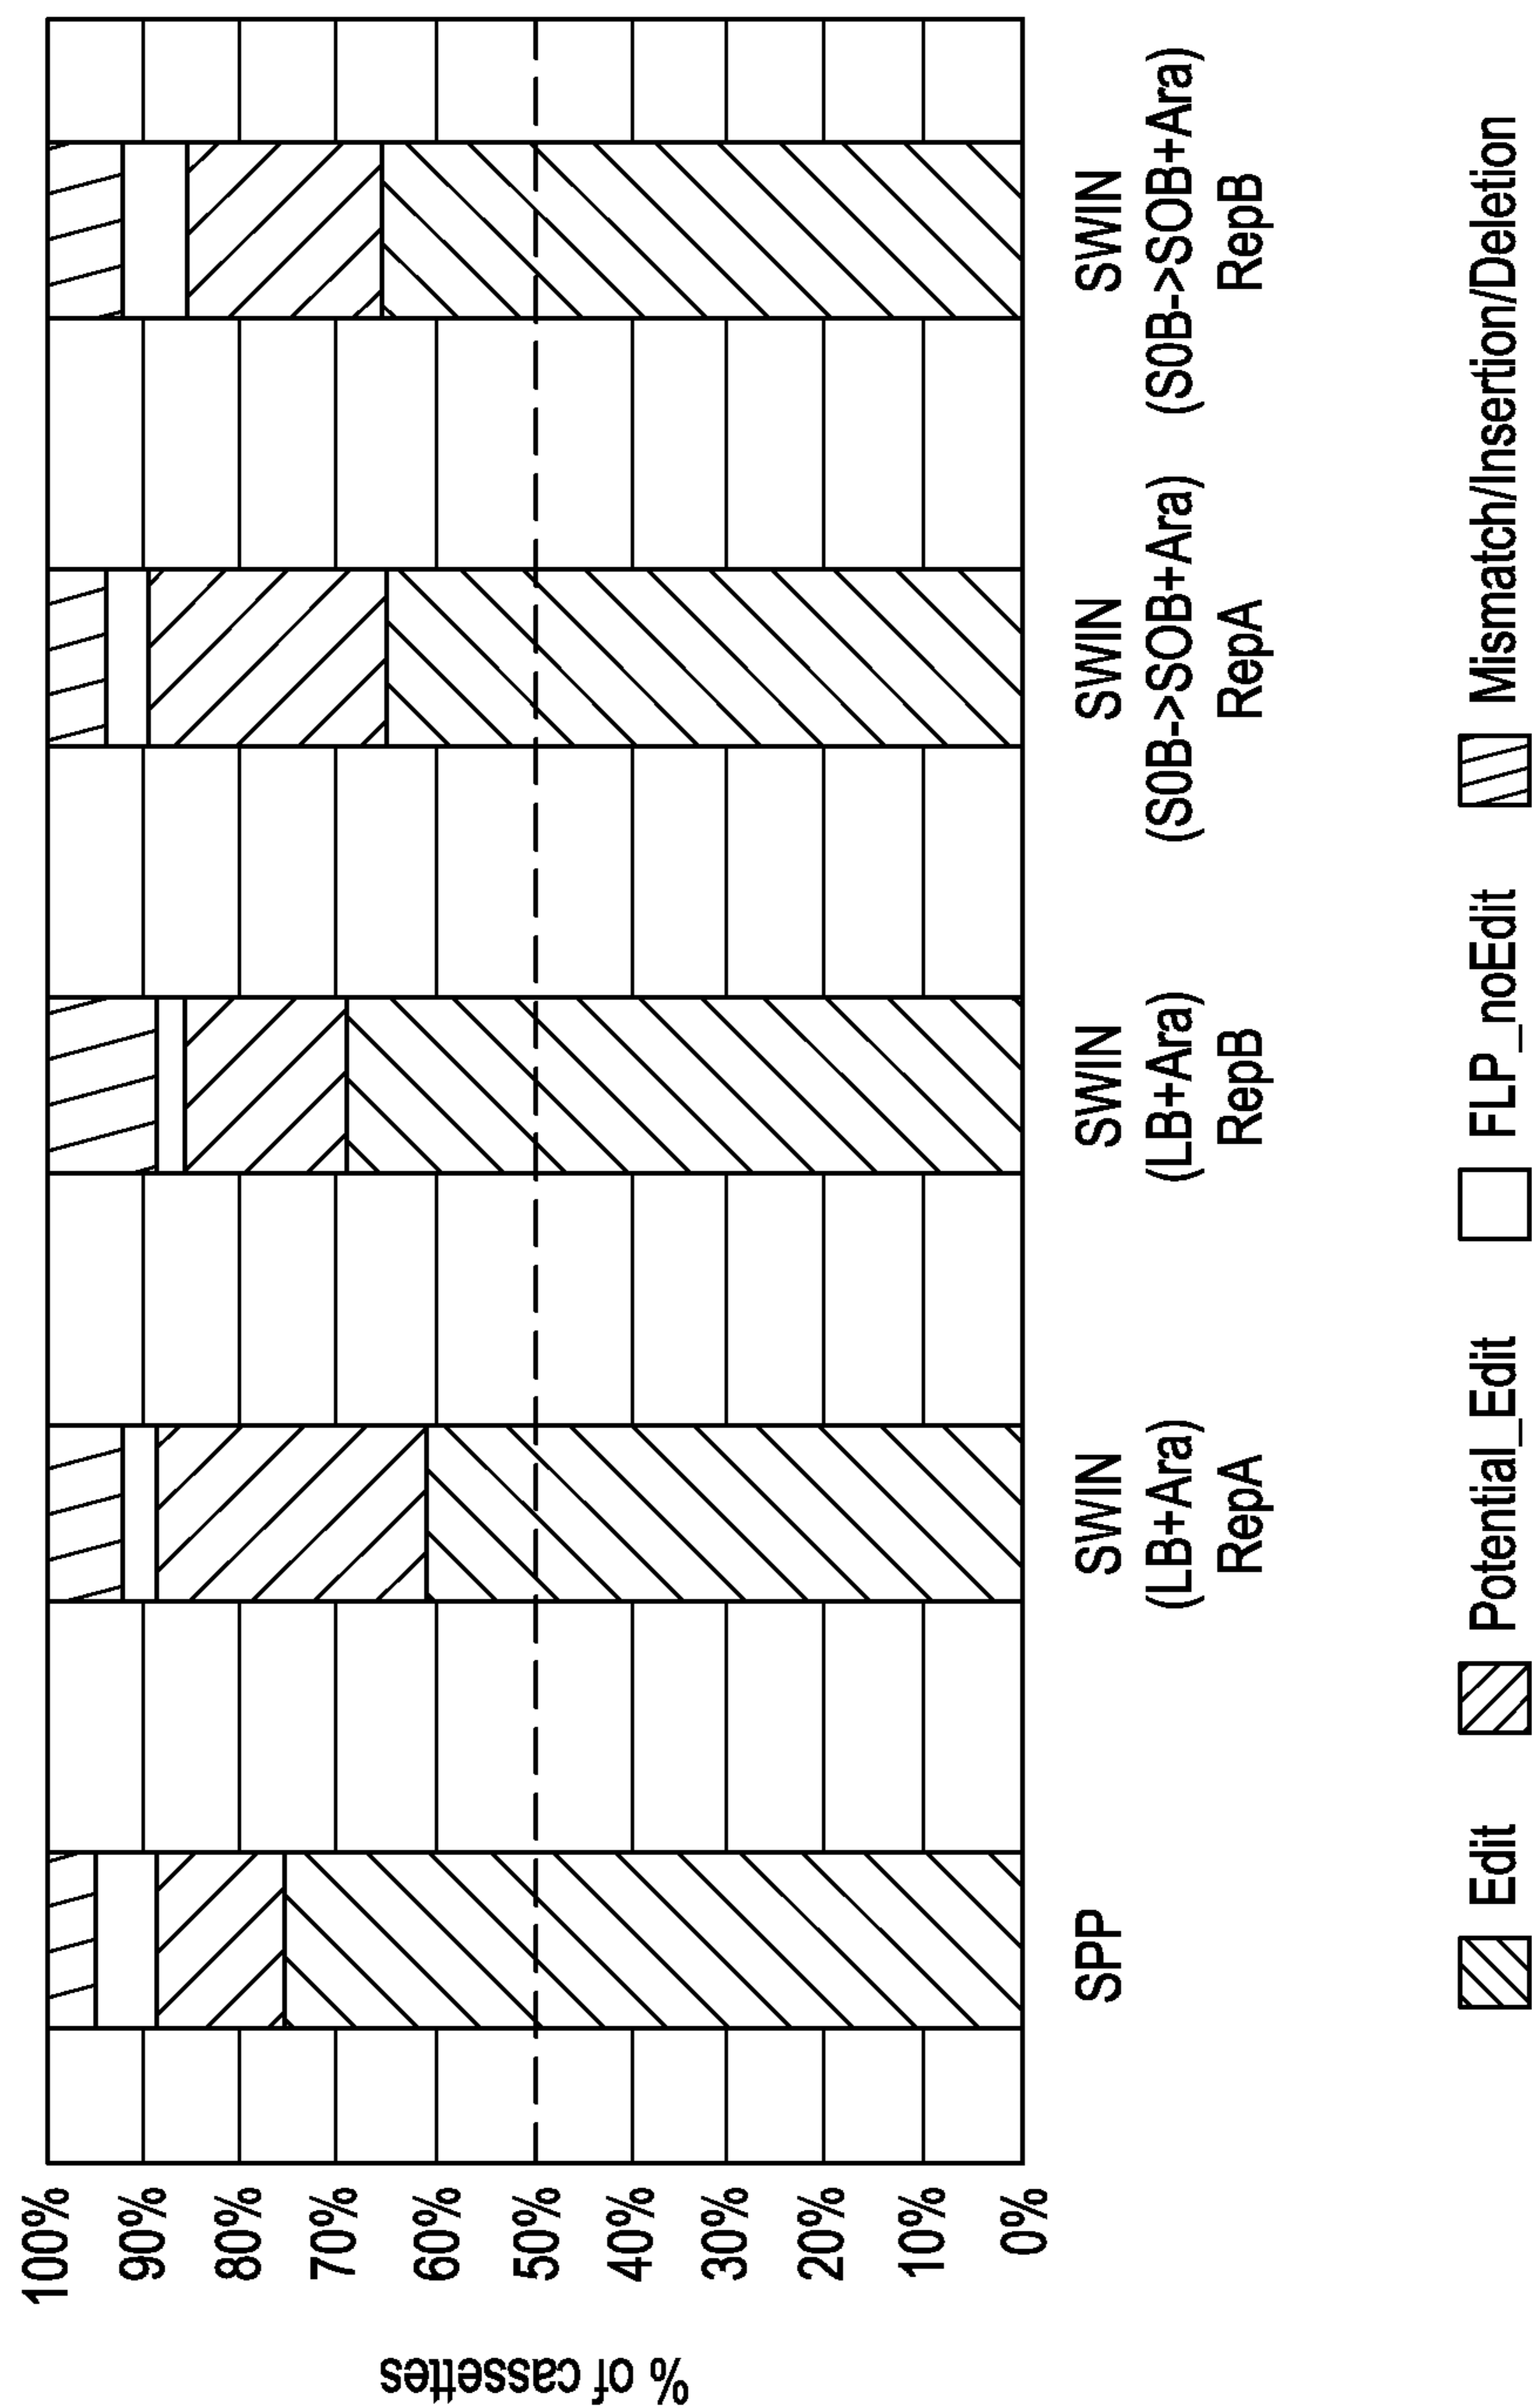 % of cassettes
100%
90%
80%
70%
60%
50%
40%
30%
20%
10%
0%
SPP
SWIN
(LB+Ara)
RepA
SWIN
(LB+Ara)
RepB
SWIN
(S0B->SOB+Ara)
RepA
SWIN
(S0B->SOB+Ara)
RepB
Edit
Potential_Edit
FLP_noEdit
Mismatch/Insertion/Deletion